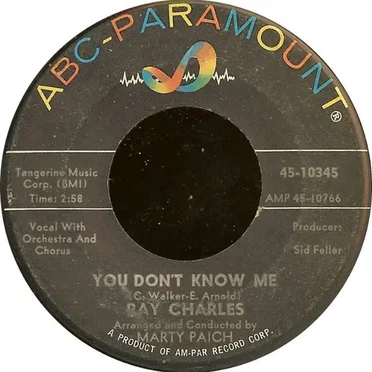 ABC-PARAMOUNT®
Tangerine Music
Corp. (BMI)
Time: 2:58
45-10345
AMP 45-10766
Vocal With
Orchestra And
Chorus
Producer:
Sid Feller
YOU DON'T KNOW ME
(C. Walker-E. Arnold)
RAY CHARLES
Arranged and Conducted by
MARTY PAICH
A PRODUCT OF AM-PAR RECORD CORP.